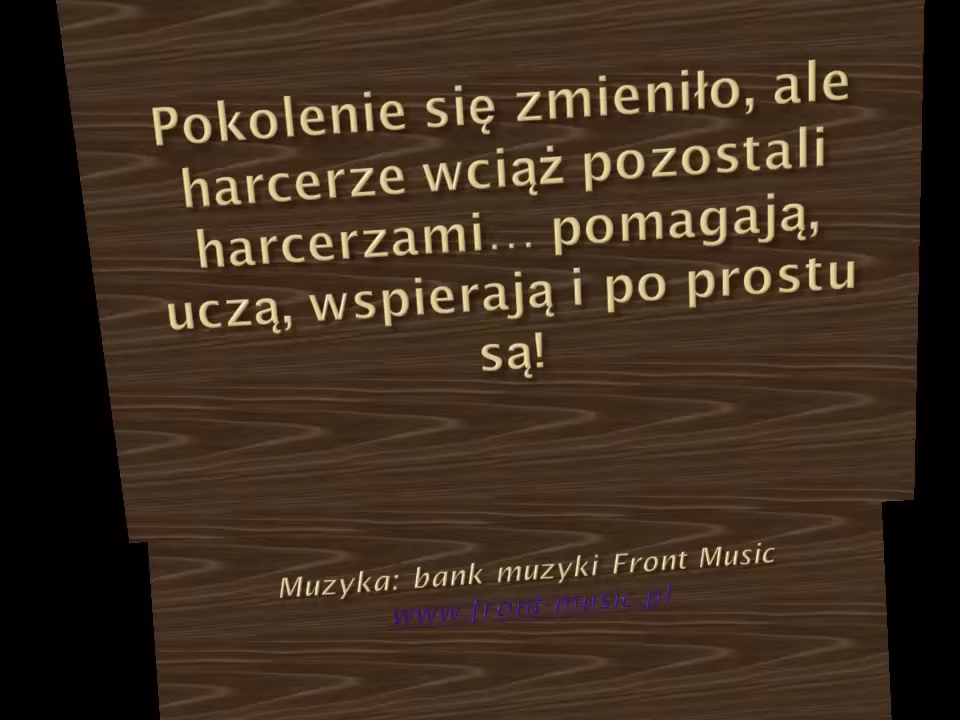 Pokolenie się zmieniło, ale
harcerze wciąż pozostali
harcerzami... pomagają,
uczą, wspierają i po prostu
są!
Muzyka: bank muzyki Front Music
www.front-music.pl